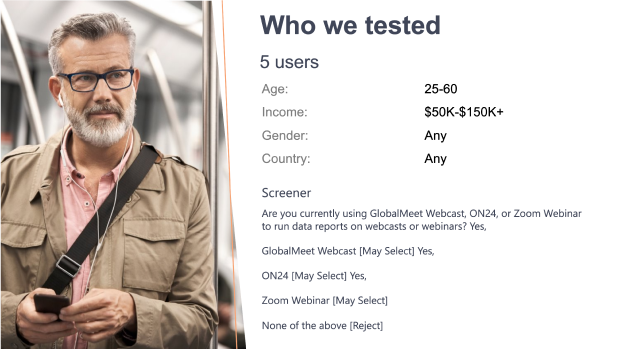 Who we tested
5 users
Age: 25-60
Income: $50K-$150K+
Gender: Any
Country: Any
Screener
Are you currently using GlobalMeet Webcast, ON24, or Zoom Webinar
to run data reports on webcasts or webinars? Yes,
GlobalMeet Webcast [May Select] Yes,
ON24 [May Select] Yes,
Zoom Webinar [May Select]
None of the above [Reject]